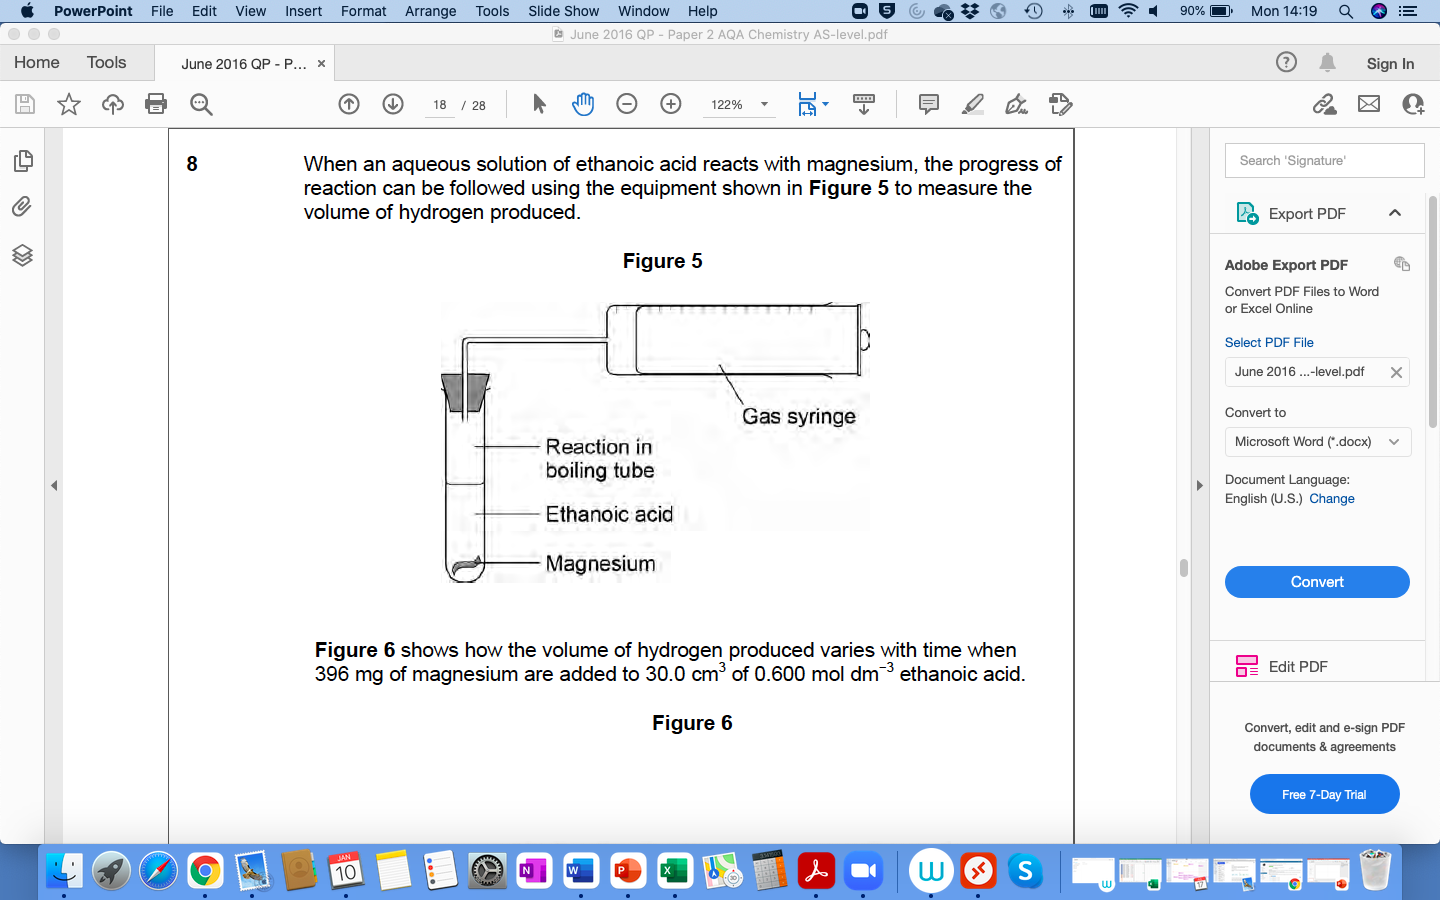 PowerPoint File Edit View Insert Format Arrange Tools Slide Show Window Help 90% Mon 14:19
June 2016 QP - Paper 2 AQA Chemistry AS-level.pdf
Home Tools June 2016 QP - P... × Sign In
18 / 28 122%
8 When an aqueous solution of ethanoic acid reacts with magnesium, the progress of
reaction can be followed using the equipment shown in Figure 5 to measure the
volume of hydrogen produced.
Figure 5
Gas syringe
Reaction in
boiling tube
Ethanoic acid
Magnesium
Figure 6 shows how the volume of hydrogen produced varies with time when
396 mg of magnesium are added to 30.0 cm³ of 0.600 mol dm⁻³ ethanoic acid.
Figure 6
Search 'Signature'
Export PDF
Adobe Export PDF
Convert PDF Files to Word
or Excel Online
Select PDF File
June 2016 ...-level.pdf
Convert to
Microsoft Word (*.docx)
Document Language:
English (U.S.) Change
Convert
Edit PDF
Convert, edit and e-sign PDF
documents & agreements
Free 7-Day Trial
JAN
10
N W P X W S
17